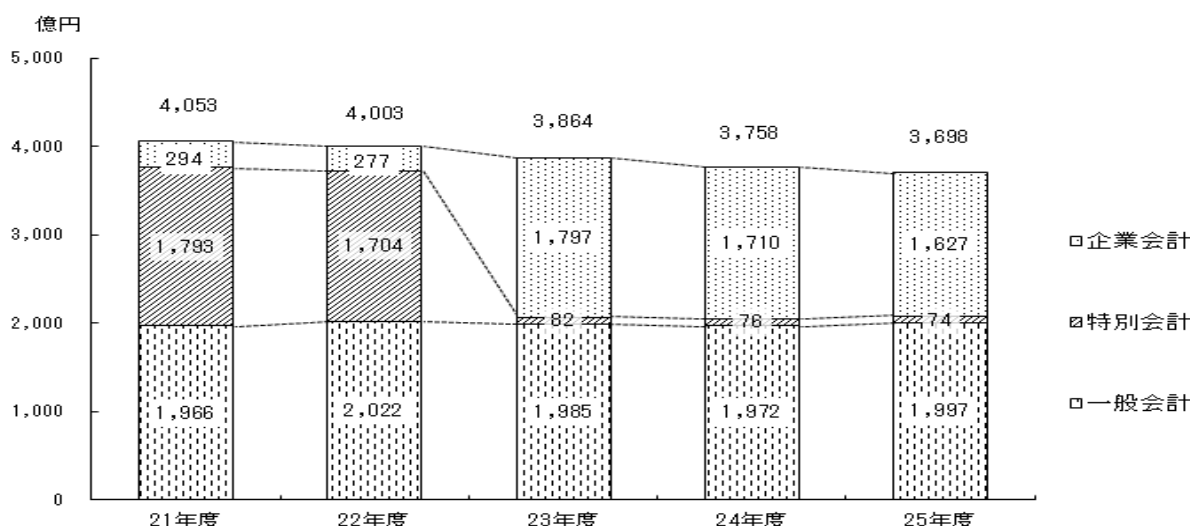 億円
5,000
4,000
3,000
2,000
1,000
0
4,053
4,003
3,864
3,758
3,698
294
277
1,797
1,710
1,627
1,793
1,704
82
76
74
1,966
2,022
1,985
1,972
1,997
21年度
22年度
23年度
24年度
25年度
企業会計
特別会計
一般会計